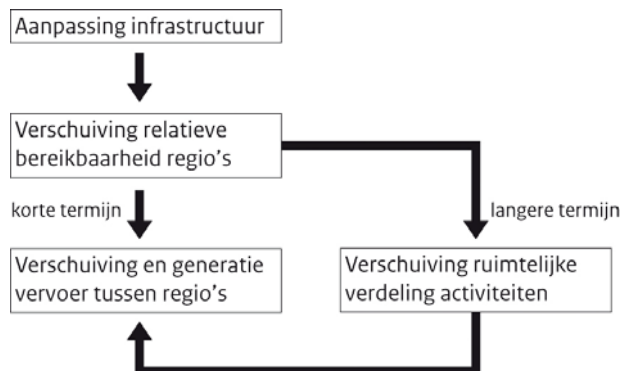 Aanpassing infrastructuur
Verschuiving relatieve
bereikbaarheid regio's
korte termijn
langere termijn
Verschuiving en generatie
vervoer tussen regio's
Verschuiving ruimtelijke
verdeling activiteiten